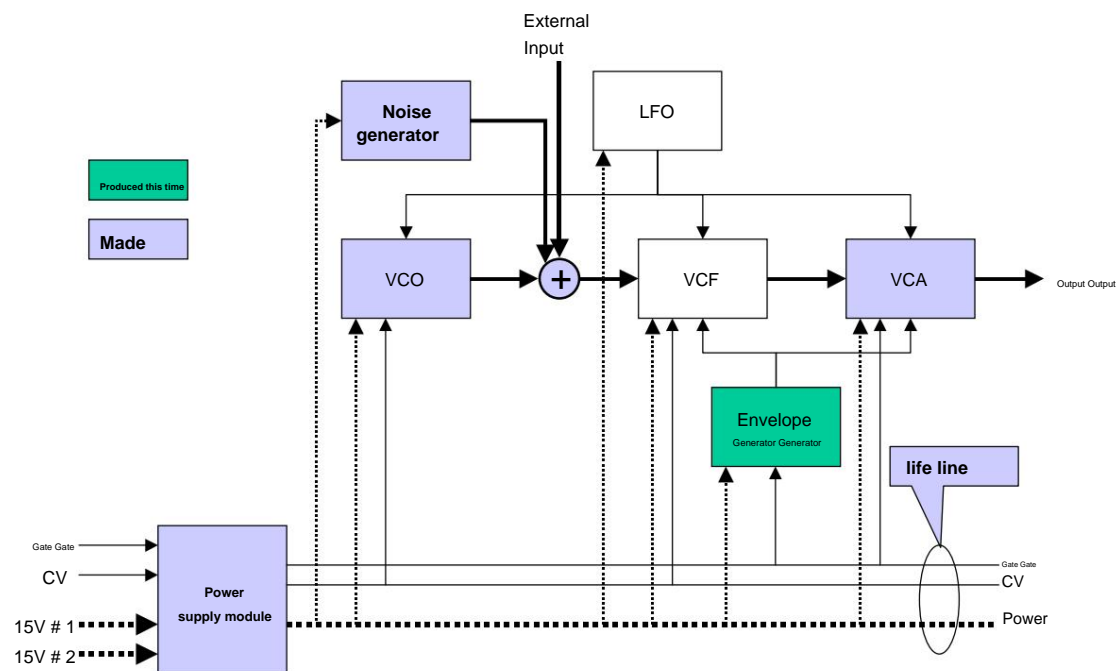 External
Input
Noise
generator
LFO
Produced this time
Made
VCO
+
VCF
VCA
Output Output
Envelope
Generator Generator
life line
Gate Gate
CV
15V # 1
15V # 2
Power
supply module
Gate Gate
CV
Power